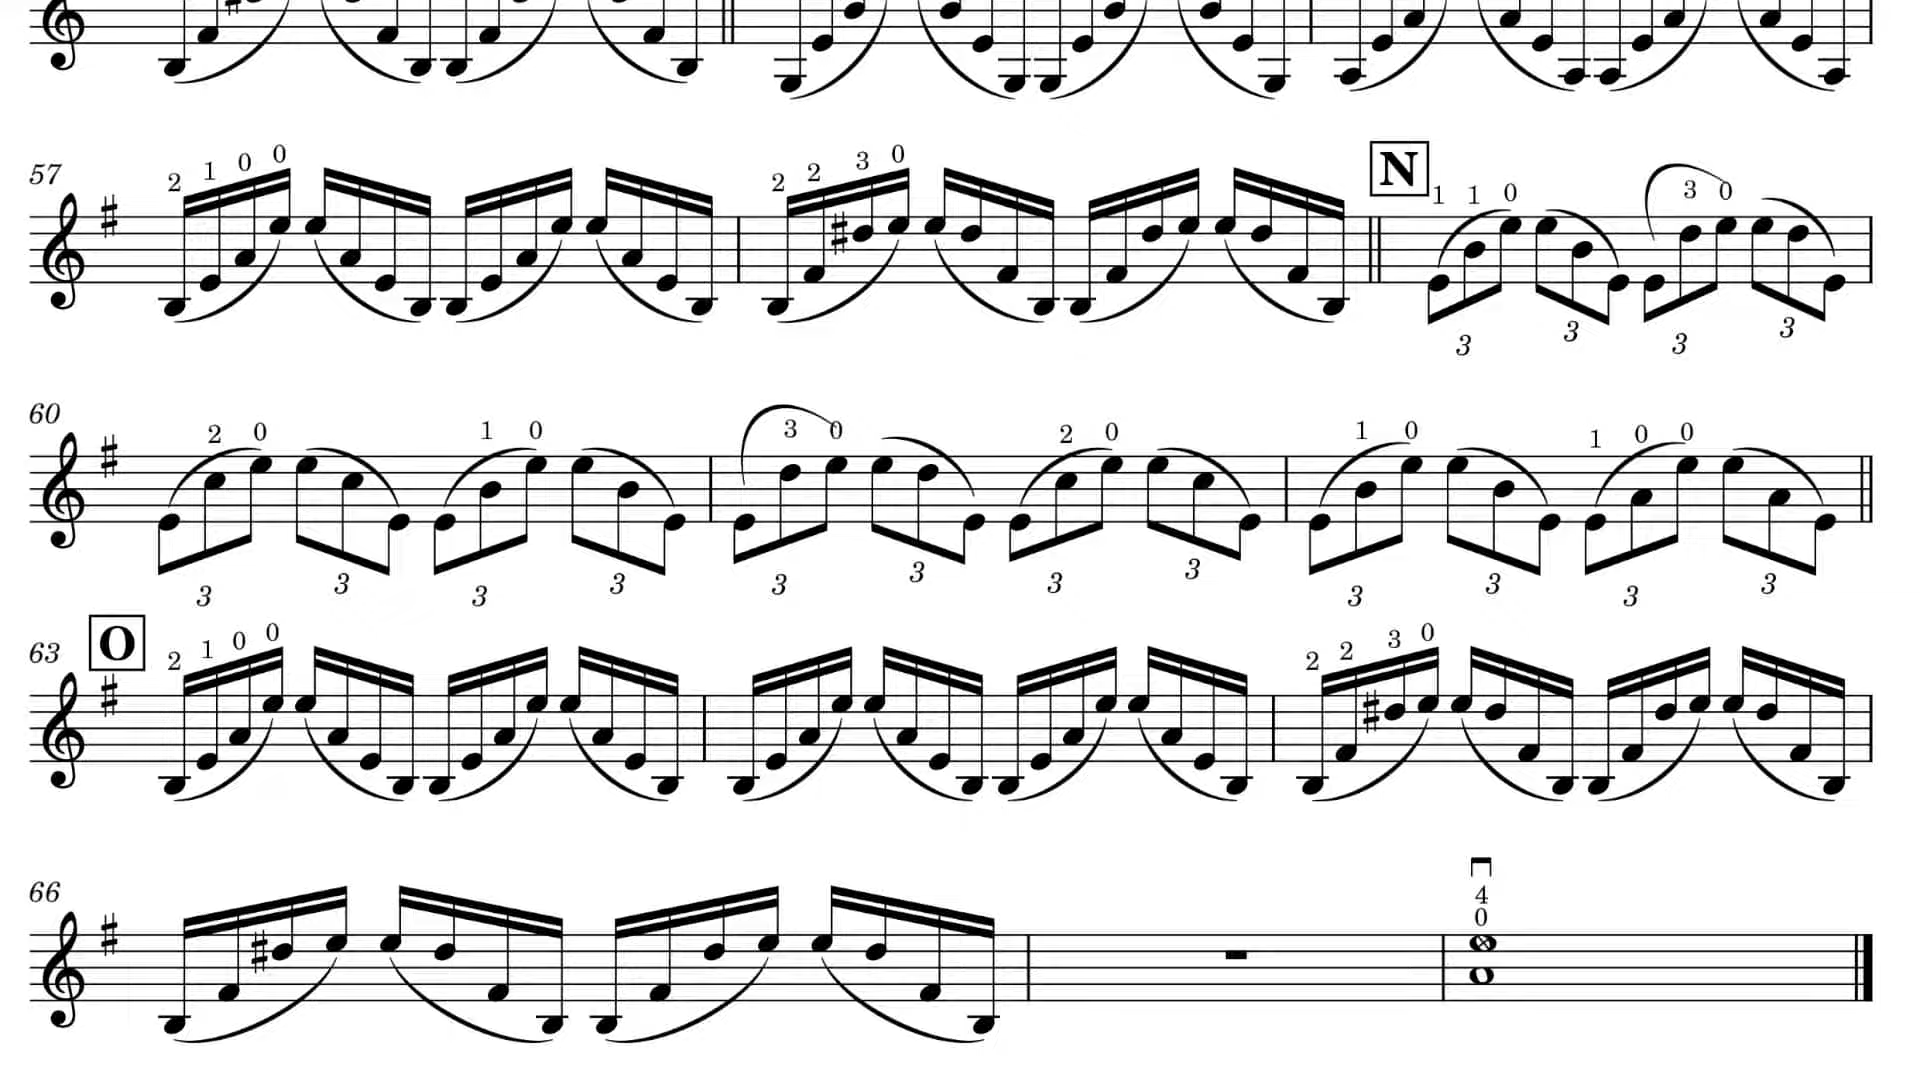 57 2 1 0 0 2 2 3 0 N 1 1 0 3 0
3 3 3 3
60 2 0 1 0 3 0 2 0 1 0 1 0 0
3 3 3 3 3 3 3 3 3 3 3 3
O
63 2 1 0 0 2 2 3 0
66 4
0